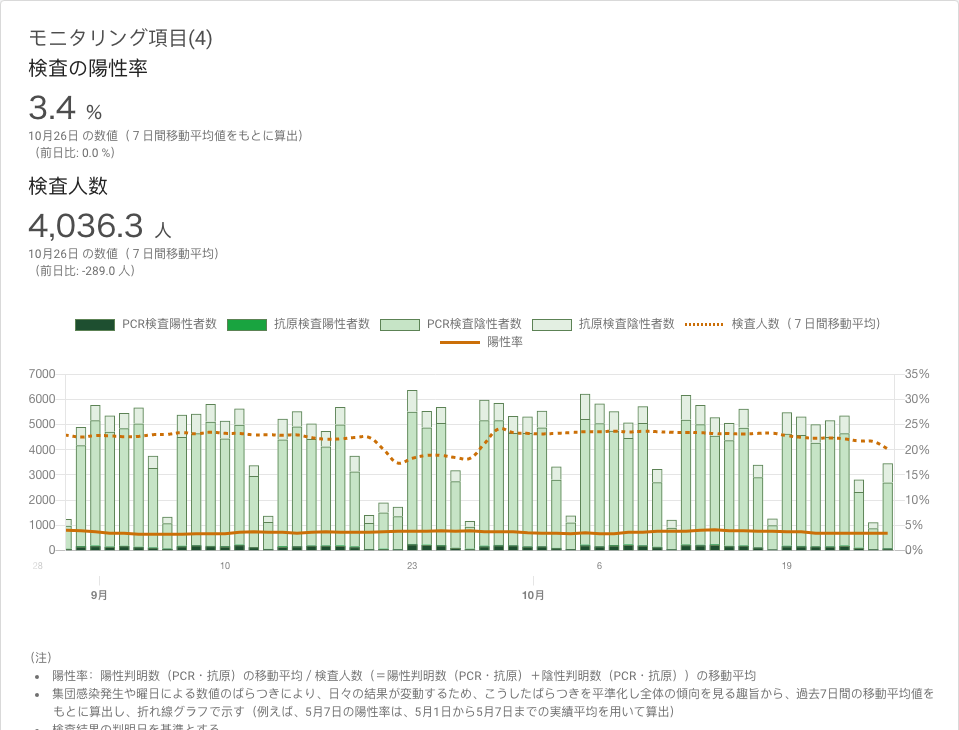 モニタリング項目(4)
検査の陽性率
3.4 %
10月26日 の数値（７日間移動平均値をもとに算出）
（前日比: 0.0 %）
検査人数
4,036.3 人
10月26日 の数値（７日間移動平均）
（前日比: -289.0 人）
PCR検査陽性者数 抗原検査陽性者数 PCR検査陰性者数 抗原検査陰性者数 検査人数（７日間移動平均）
陽性率
7000 35%
6000 30%
5000 25%
4000 20%
3000 15%
2000 10%
1000 5%
0 0%
28 10 23 6 19
9月 10月
（注）
• 陽性率：陽性判明数（PCR・抗原）の移動平均 / 検査人数（＝陽性判明数（PCR・抗原）＋陰性判明数（PCR・抗原））の移動平均
• 集団感染発生や曜日による数値のばらつきにより、日々の結果が変動するため、こうしたばらつきを平準化し全体の傾向を見る趣旨から、過去7日間の移動平均値を
もとに算出し、折れ線グラフで示す（例えば、5月7日の陽性率は、5月1日から5月7日までの実績平均を用いて算出）
• 検査結果の判明日を基準とする